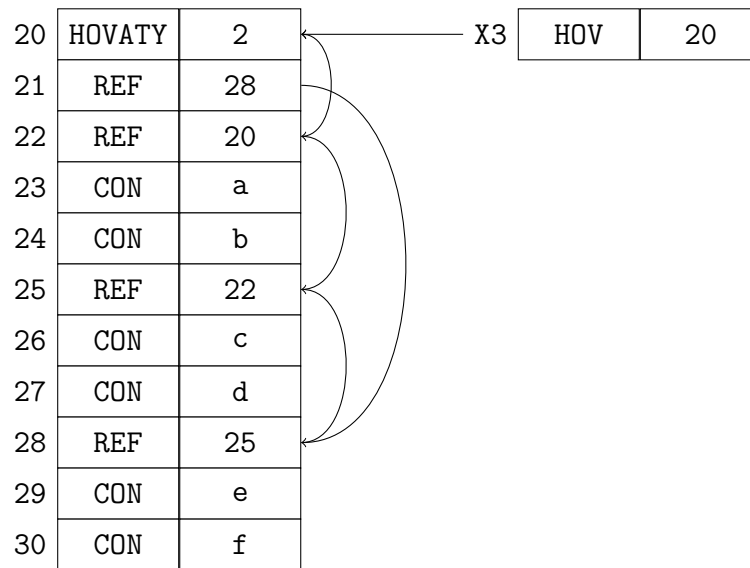 20 HOVATY 2 X3 HOV 20
21 REF 28
22 REF 20
23 CON a
24 CON b
25 REF 22
26 CON c
27 CON d
28 REF 25
29 CON e
30 CON f